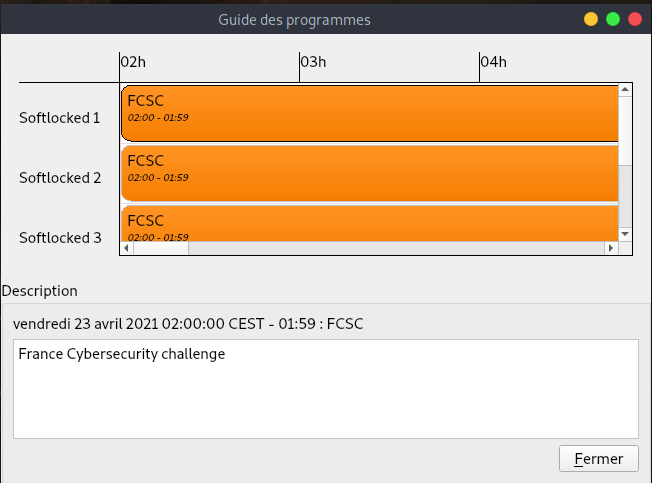 Guide des programmes
02h 03h 04h
Softlocked 1
FCSC
02:00 - 01:59
Softlocked 2
FCSC
02:00 - 01:59
Softlocked 3
FCSC
02:00 - 01:59
Description
vendredi 23 avril 2021 02:00:00 CEST - 01:59 : FCSC
France Cybersecurity challenge
Fermer